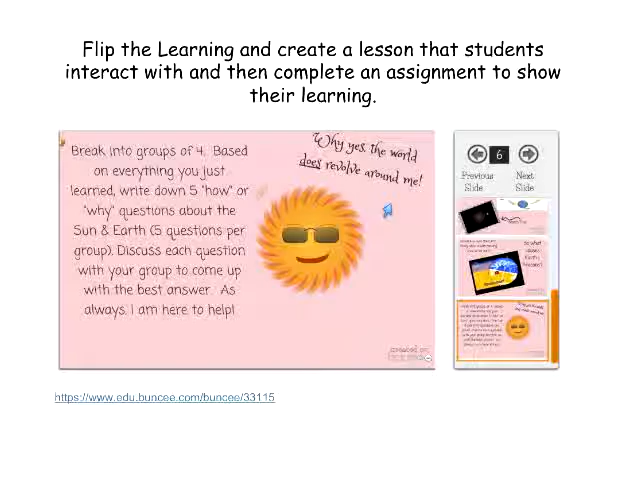 Flip the Learning and create a lesson that students
interact with and then complete an assignment to show
their learning.
Break into groups of 4. Based
on everything you just
learned, write down 5 "how" or
"why" questions about the
Sun & Earth (5 questions per
group). Discuss each question
with your group to come up
with the best answer. As
always, I am here to help!
Why yes, the world
does revolve around me!
created on
6
Previous
Slide
Next
Slide
https://www.edu.buncee.com/buncee/33115